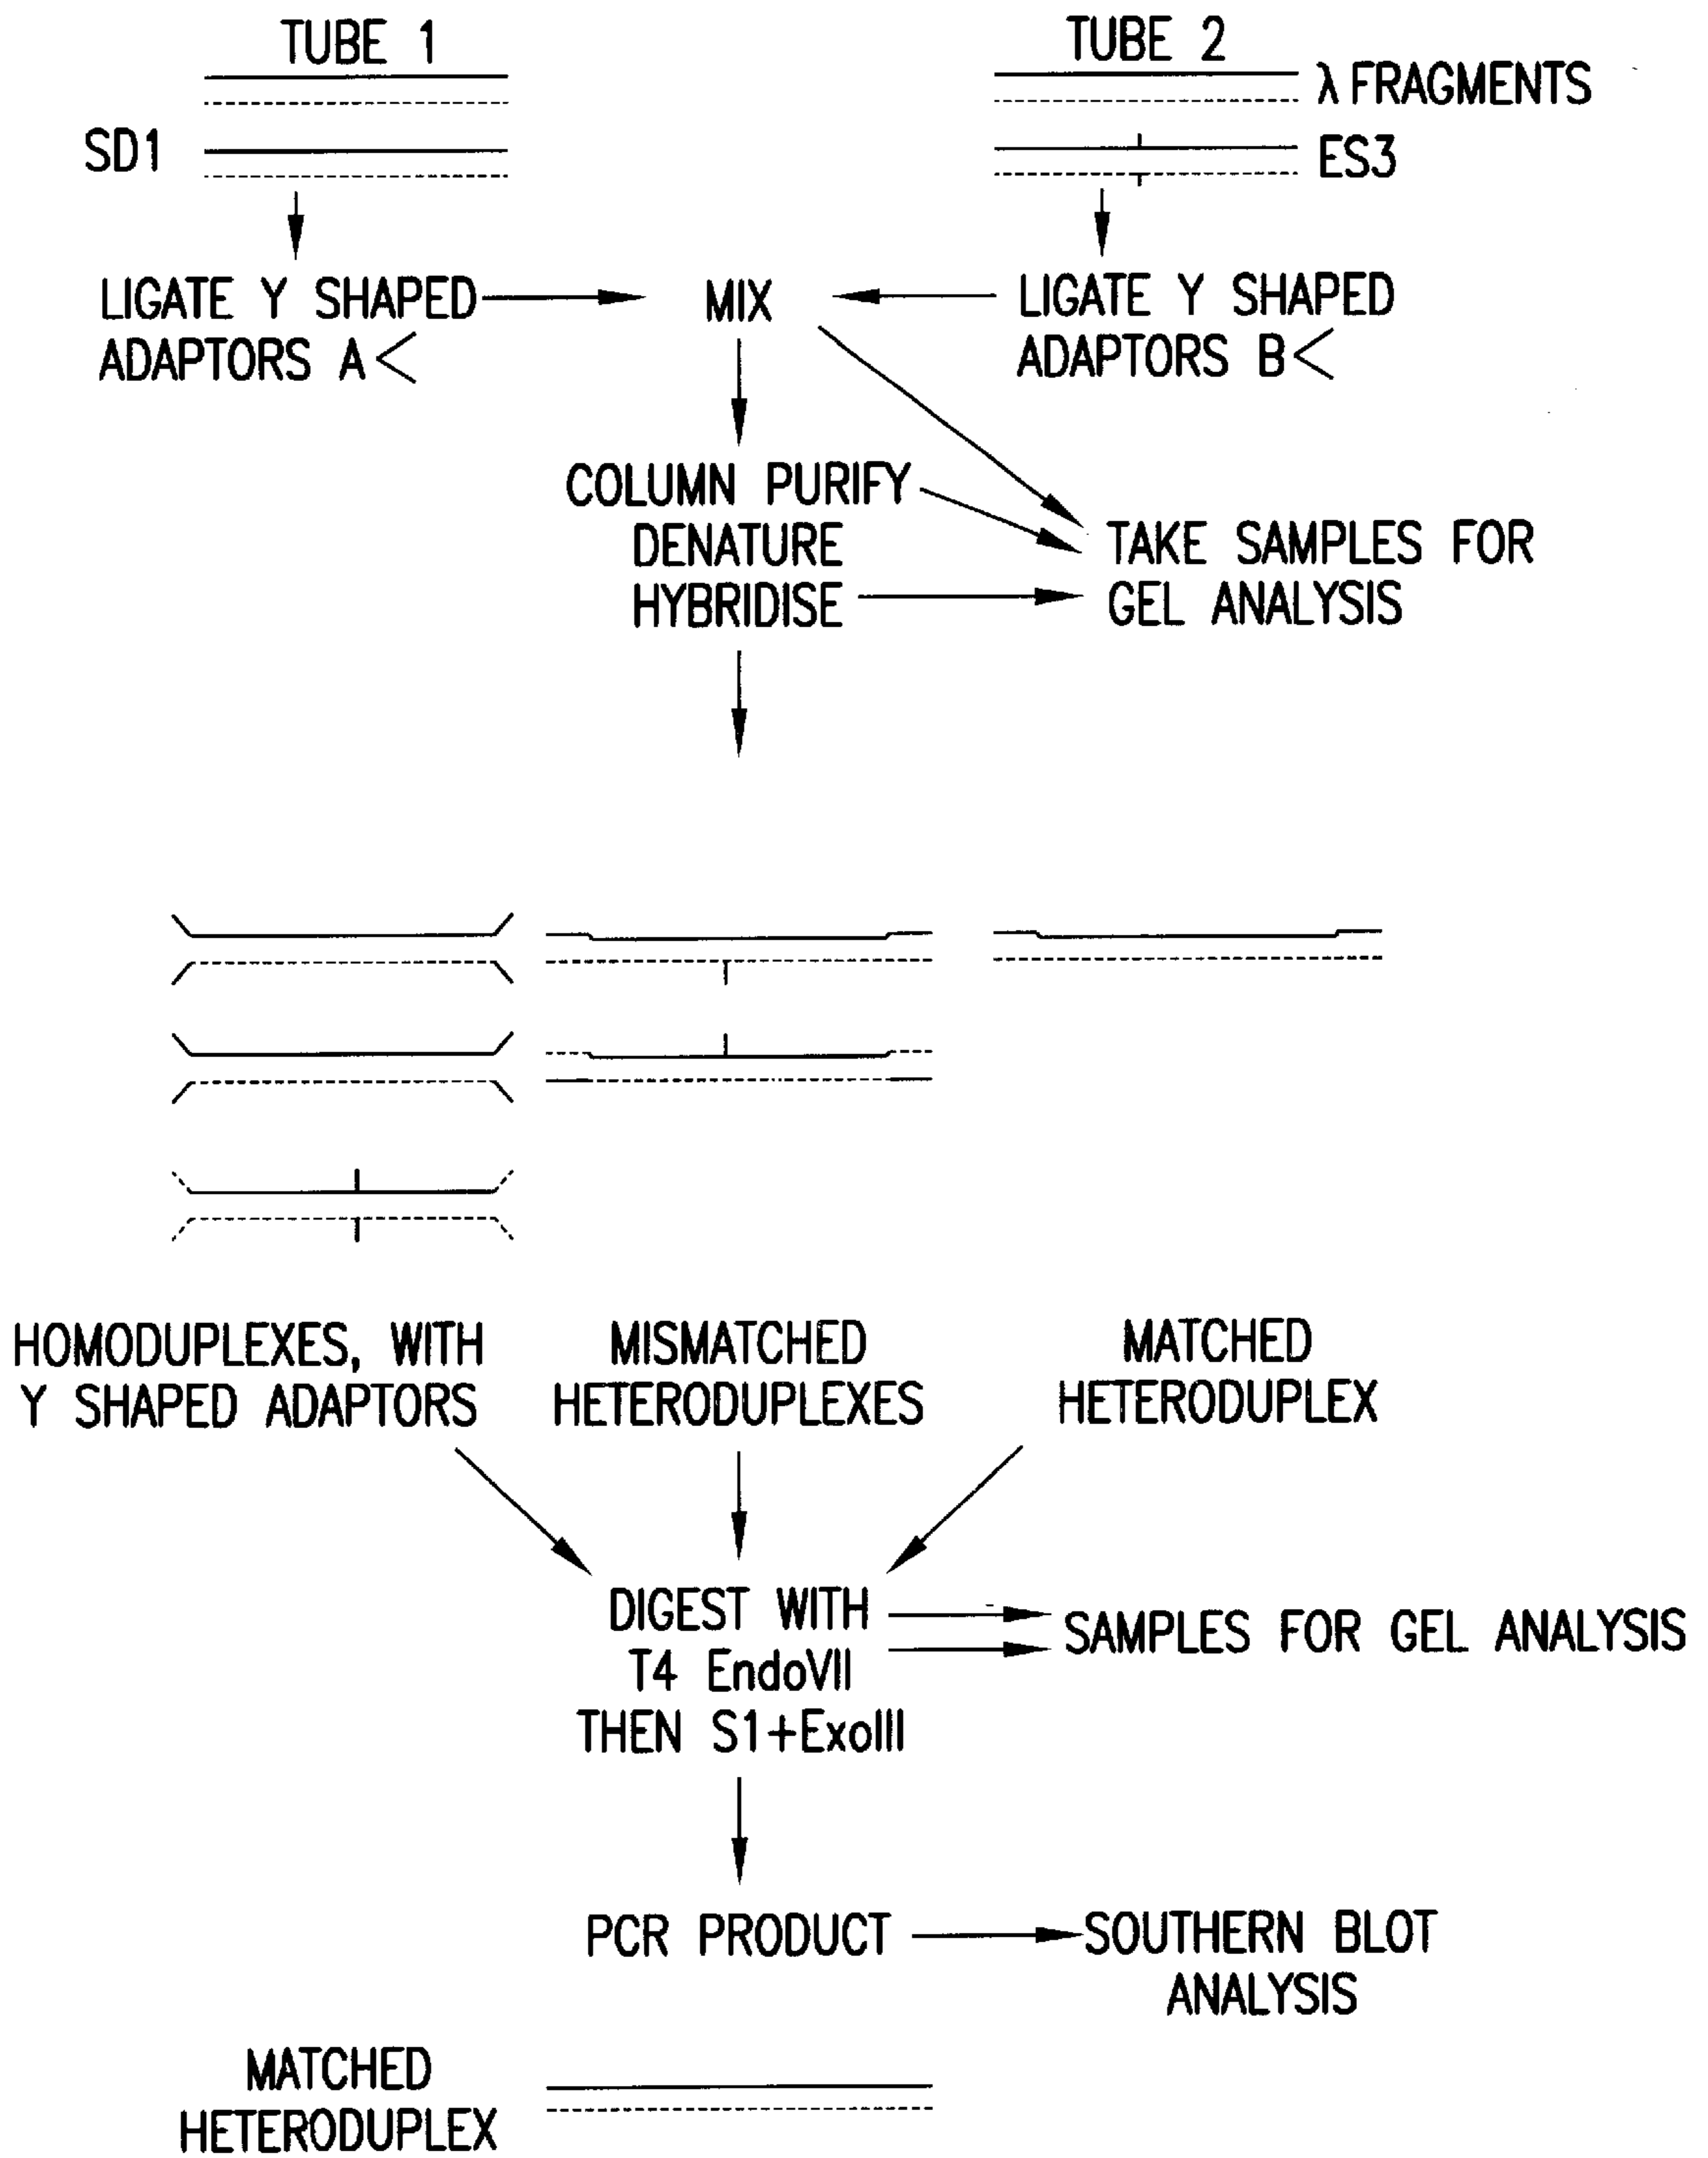 TUBE 1
TUBE 2
λ FRAGMENTS
SD1
ES3
LIGATE Y SHAPED
ADAPTORS A<
MIX
LIGATE Y SHAPED
ADAPTORS B<
COLUMN PURIFY
DENATURE
HYBRIDISE
TAKE SAMPLES FOR
GEL ANALYSIS
HOMODUPLEXES, WITH
Y SHAPED ADAPTORS
MISMATCHED
HETERODUPLEXES
MATCHED
HETERODUPLEX
DIGEST WITH
T4 EndoVII
THEN S1+ExoIII
SAMPLES FOR GEL ANALYSIS
PCR PRODUCT
SOUTHERN BLOT
ANALYSIS
MATCHED
HETERODUPLEX